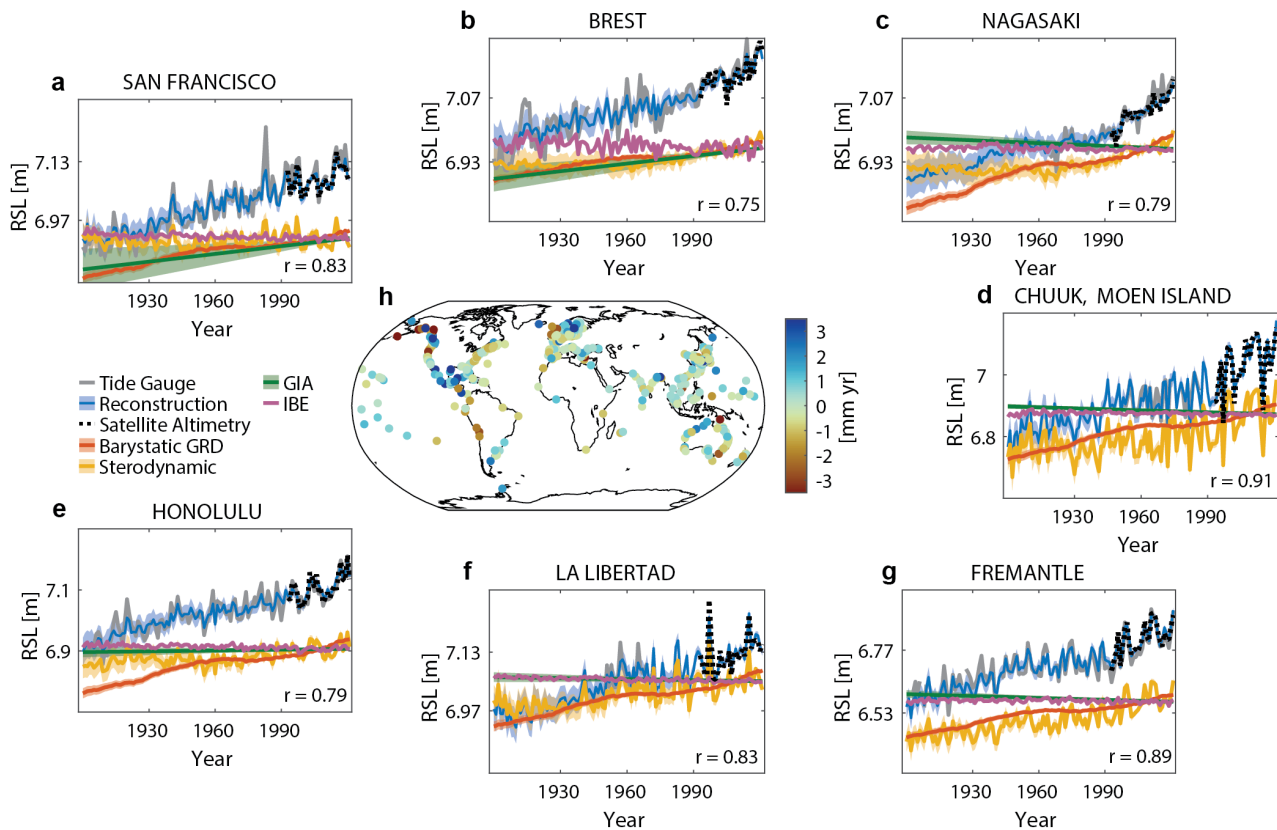 b
BREST
c
NAGASAKI
a
SAN FRANCISCO
RSL [m]
7.13
6.97
r = 0.83
1930
1960
1990
Year
RSL [m]
7.07
6.93
r = 0.75
1930
1960
1990
Year
RSL [m]
7.07
6.93
r = 0.79
1930
1960
1990
Year
h
3
2
1
0
-1
-2
-3
[mm yr]
d
CHUUK, MOEN ISLAND
RSL [m]
7
6.8
r = 0.91
1930
1960
1990
Year
Tide Gauge
Reconstruction
Satellite Altimetry
Barystatic GRD
Sterodynamic
GIA
IBE
e
HONOLULU
RSL [m]
7.1
6.9
r = 0.79
1930
1960
1990
Year
f
LA LIBERTAD
RSL [m]
7.13
6.97
r = 0.83
1930
1960
1990
Year
g
FREMANTLE
RSL [m]
6.77
6.53
r = 0.89
1930
1960
1990
Year